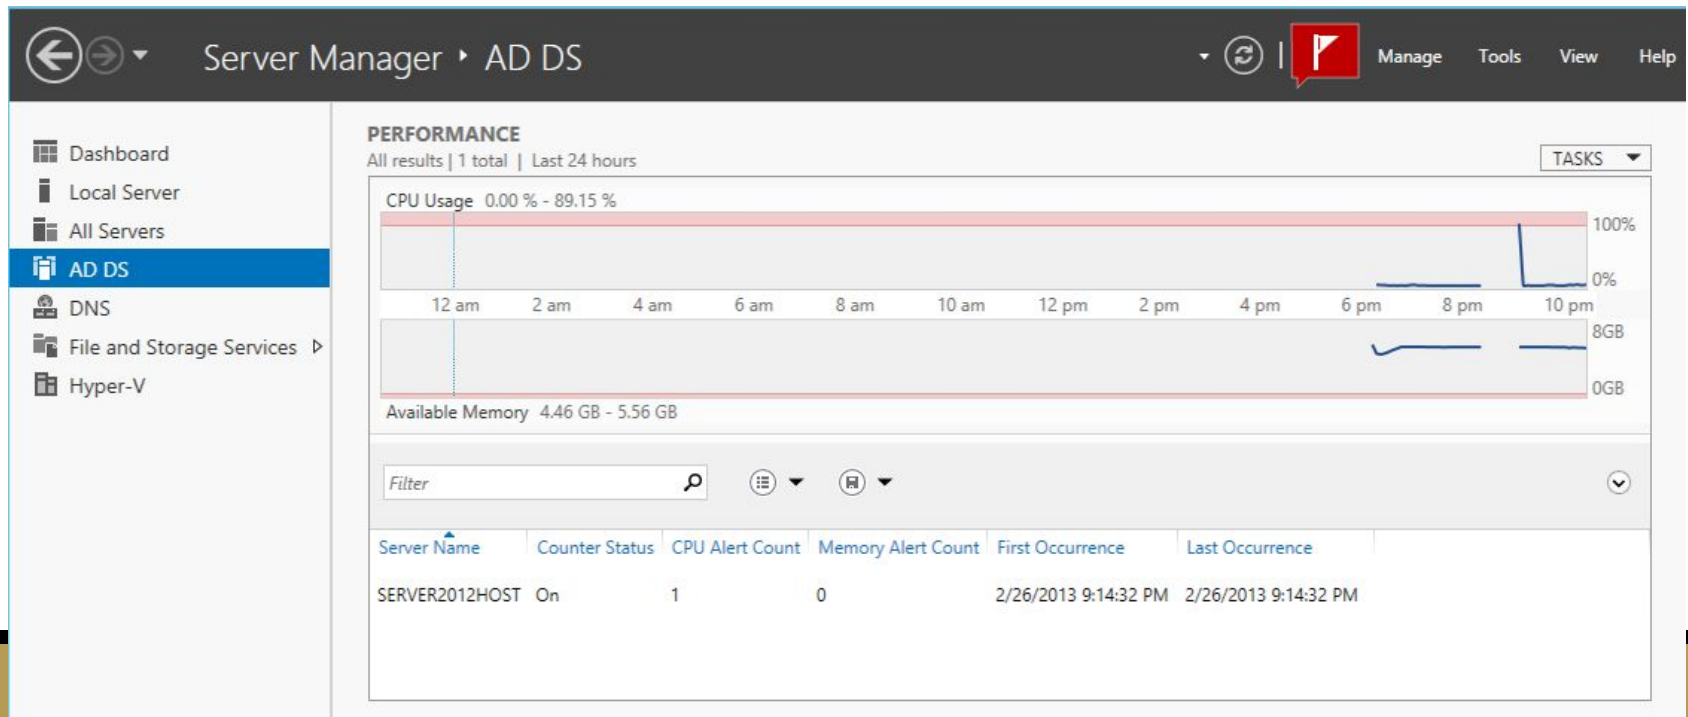 Server Manager ‣ AD DS
Manage Tools View Help
Dashboard
Local Server
All Servers
AD DS
DNS
File and Storage Services
Hyper-V
PERFORMANCE
All results | 1 total | Last 24 hours
TASKS
CPU Usage 0.00 % - 89.15 %
100%
0%
12 am 2 am 4 am 6 am 8 am 10 am 12 pm 2 pm 4 pm 6 pm 8 pm 10 pm
8GB
0GB
Available Memory 4.46 GB - 5.56 GB
Filter
Server Name Counter Status CPU Alert Count Memory Alert Count First Occurrence Last Occurrence
SERVER2012HOST On 1 0 2/26/2013 9:14:32 PM 2/26/2013 9:14:32 PM